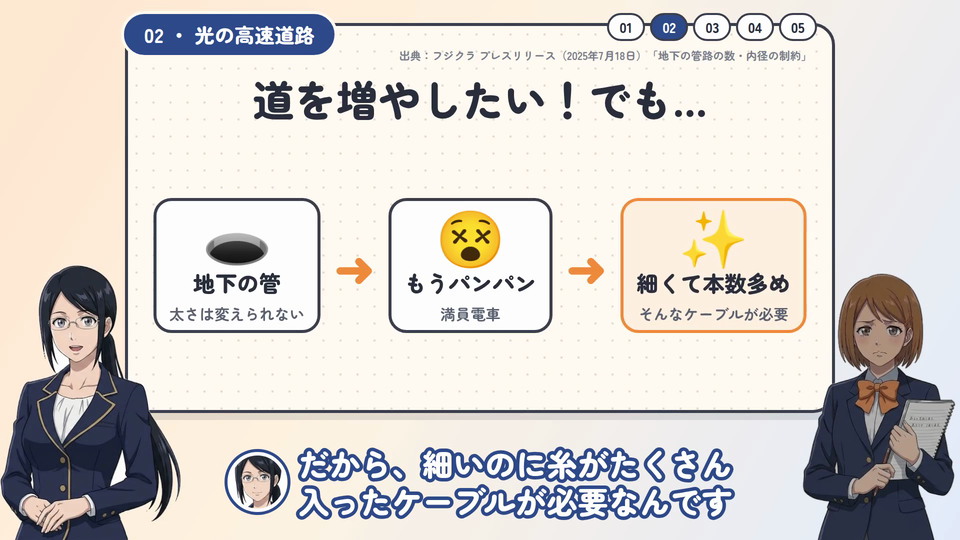 02 ・ 光の高速道路
01 02 03 04 05
出典：フジクラ プレスリリース（2025年7月18日）「地下の管路の数・内径の制約」
道を増やしたい！でも…
地下の管
太さは変えられない
もうパンパン
満員電車
細くて本数多め
そんなケーブルが必要
だから、細いのに糸がたくさん
入ったケーブルが必要なんです